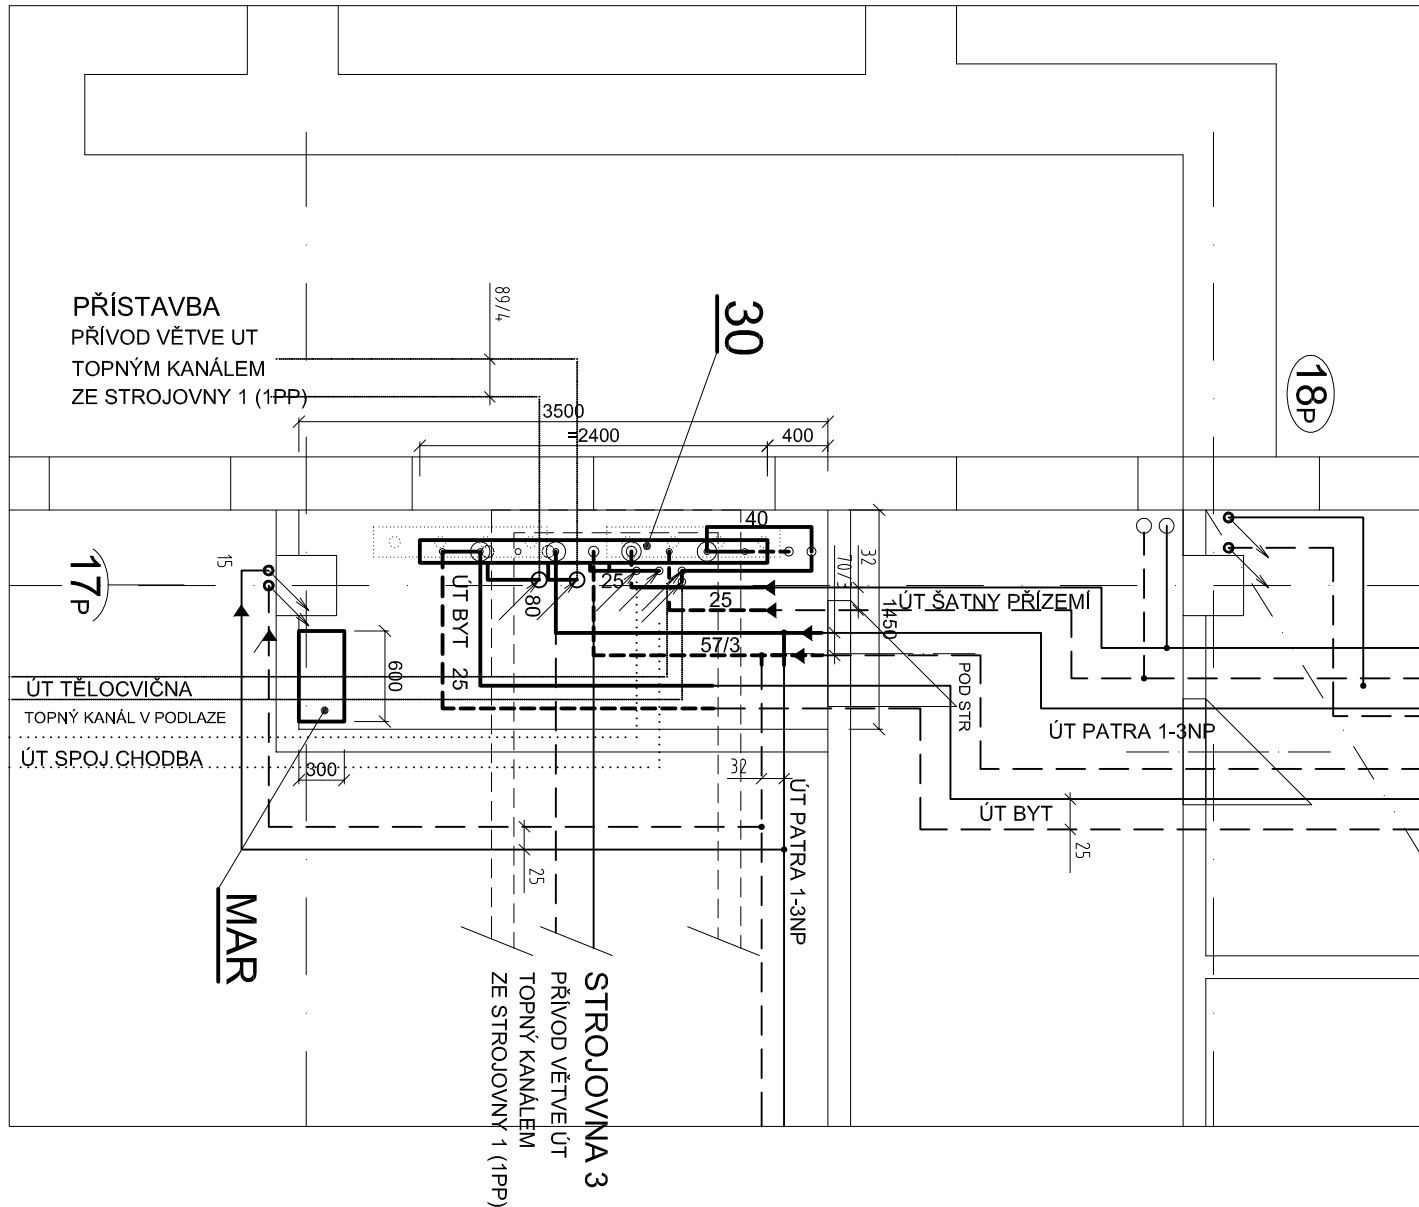 PŘÍSTAVBA
PŘÍVOD VĚTVE UT
TOPNÝM KANÁLEM
ZE STROJOVNY 1 (1PP)
89/4
30
18P
3500
=2400
400
40
32
70/3
1450
17P
15
ÚT BYT 25
80
25
25
57/3
ÚT ŠATNY PŘÍZEMÍ
POD STR
600
ÚT TĚLOCVIČNA
TOPNÝ KANÁL V PODLAZE
ÚT SPOJ CHODBA
300
ÚT PATRA 1-3NP
32
ÚT PATRA 1-3NP
ÚT BYT
25
25
MAR
STROJOVNA 3
PŘÍVOD VĚTVE ÚT
TOPNÝ KANÁLEM
ZE STROJOVNY 1 (1PP)